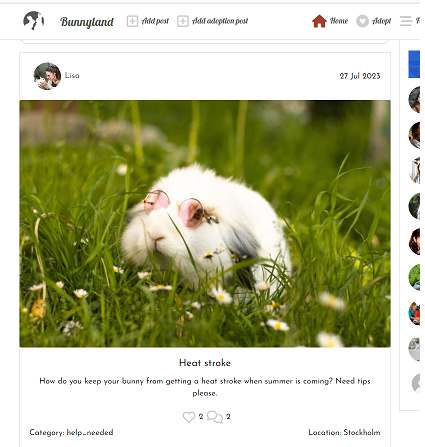 Bunnyland Add post Add adoption post Home Adopt
Lisa 27 Jul 2023
Heat stroke
How do you keep your bunny from getting a heat stroke when summer is coming? Need tips
please.
2 2
Category: help_needed Location: Stockholm